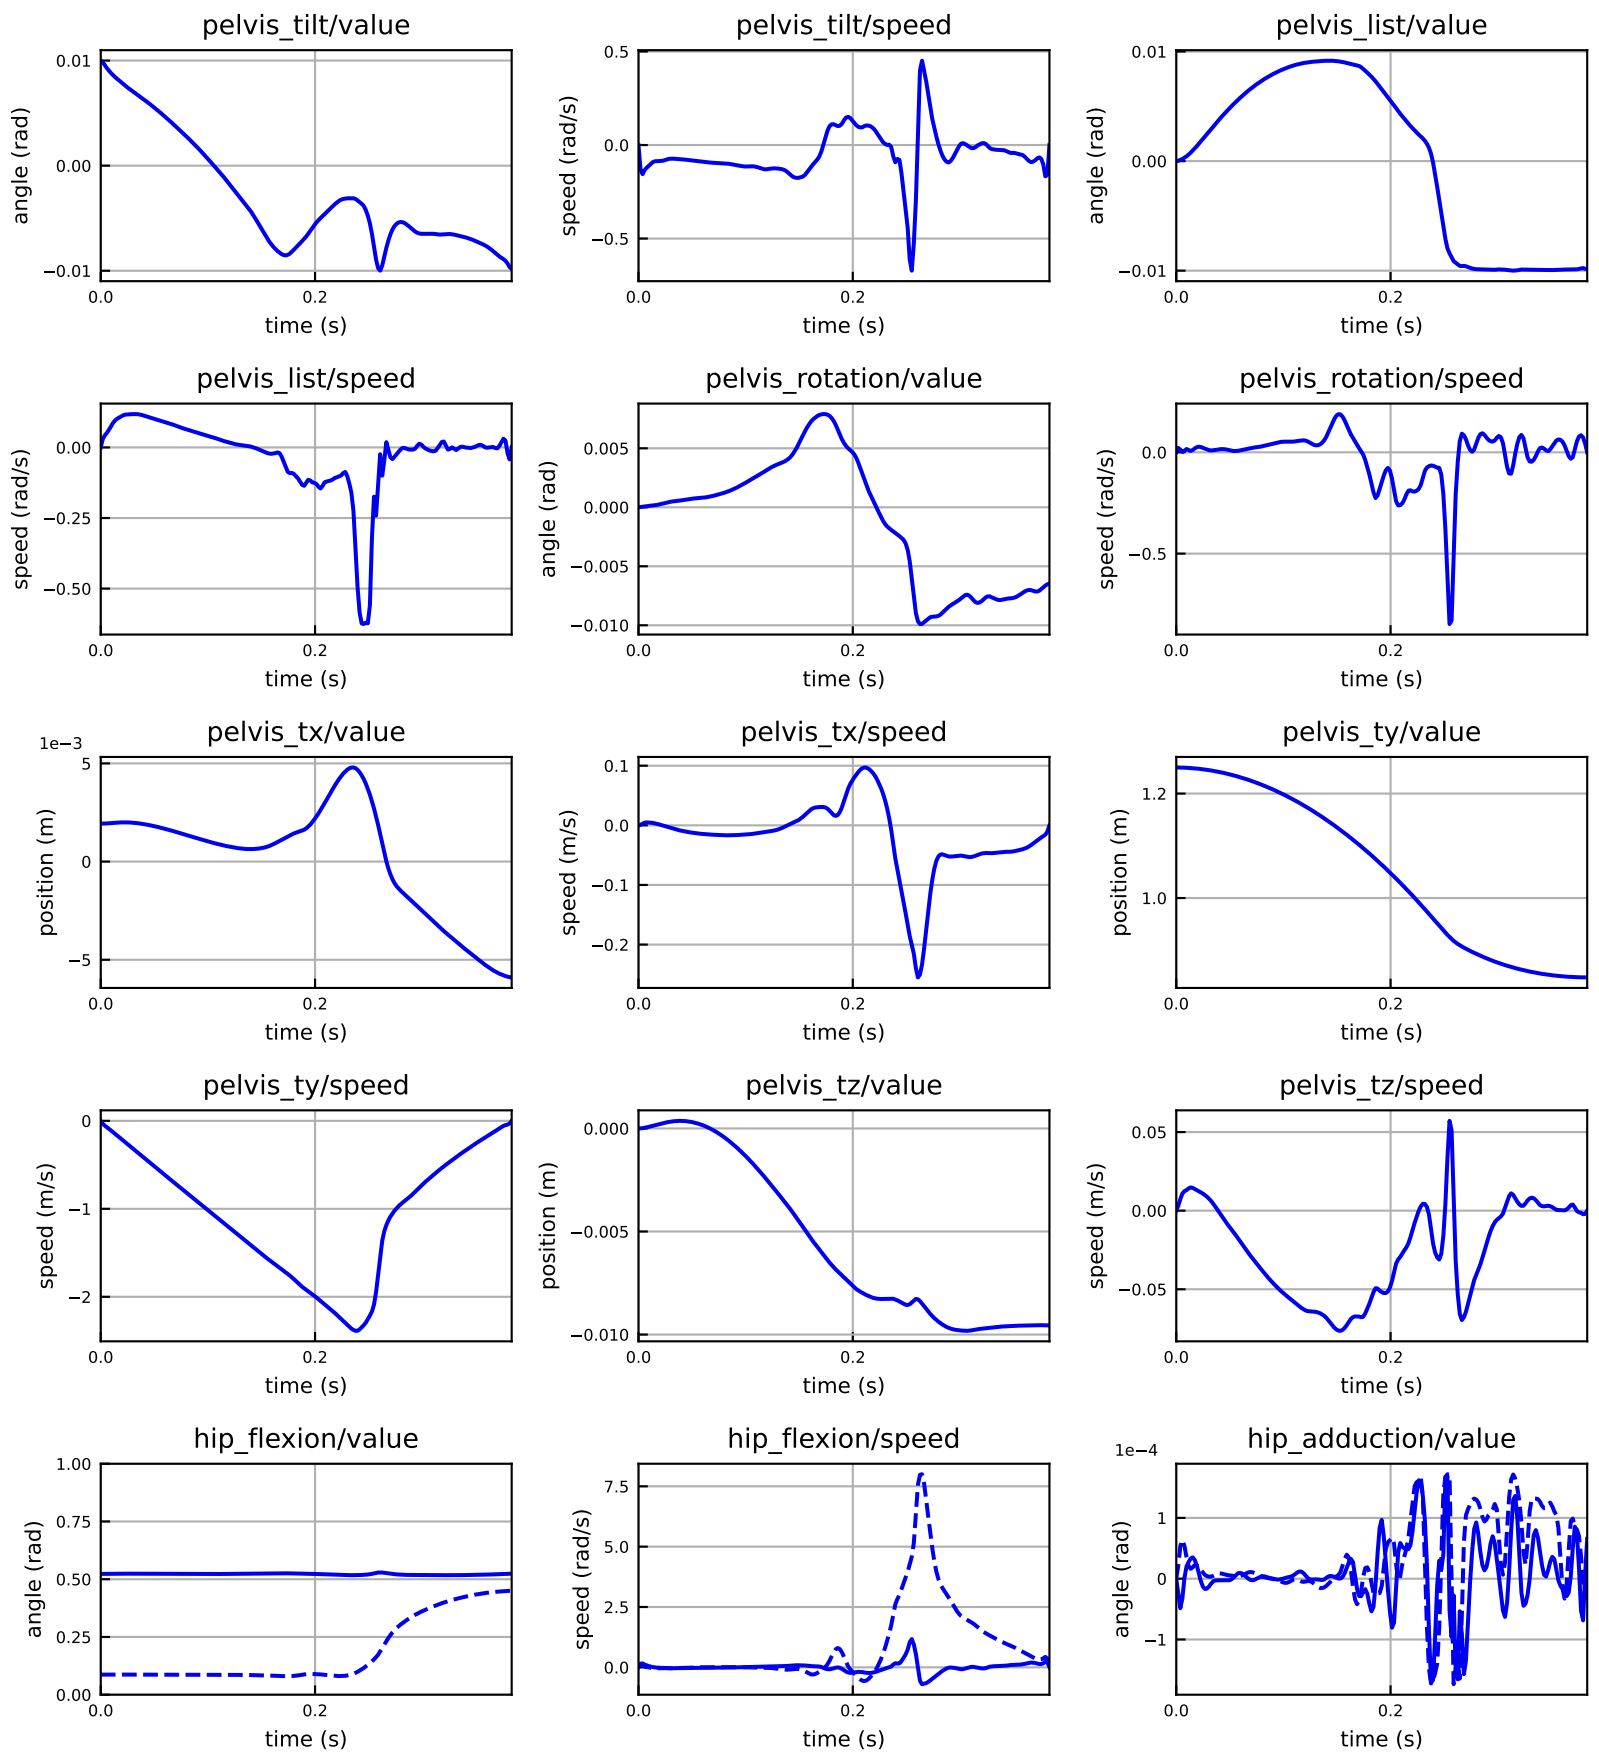 pelvis_tilt/value
pelvis_tilt/speed
pelvis_list/value
0.01
0.00
−0.01
angle (rad)
0.0
0.2
time (s)
0.5
0.0
−0.5
speed (rad/s)
0.0
0.2
time (s)
0.01
0.00
−0.01
angle (rad)
0.0
0.2
time (s)
pelvis_list/speed
pelvis_rotation/value
pelvis_rotation/speed
0.00
−0.25
−0.50
speed (rad/s)
0.0
0.2
time (s)
0.005
0.000
−0.005
−0.010
angle (rad)
0.0
0.2
time (s)
0.0
−0.5
speed (rad/s)
0.0
0.2
time (s)
pelvis_tx/value
pelvis_tx/speed
pelvis_ty/value
1e−3
5
0
−5
position (m)
0.0
0.2
time (s)
0.1
0.0
−0.1
−0.2
speed (m/s)
0.0
0.2
time (s)
1.2
1.0
position (m)
0.0
0.2
time (s)
pelvis_ty/speed
pelvis_tz/value
pelvis_tz/speed
0
−1
−2
speed (m/s)
0.0
0.2
time (s)
0.000
−0.005
−0.010
position (m)
0.0
0.2
time (s)
0.05
0.00
−0.05
speed (m/s)
0.0
0.2
time (s)
hip_flexion/value
hip_flexion/speed
hip_adduction/value
1.00
0.75
0.50
0.25
0.00
angle (rad)
0.0
0.2
time (s)
7.5
5.0
2.5
0.0
speed (rad/s)
0.0
0.2
time (s)
1e−4
1
0
−1
angle (rad)
0.0
0.2
time (s)